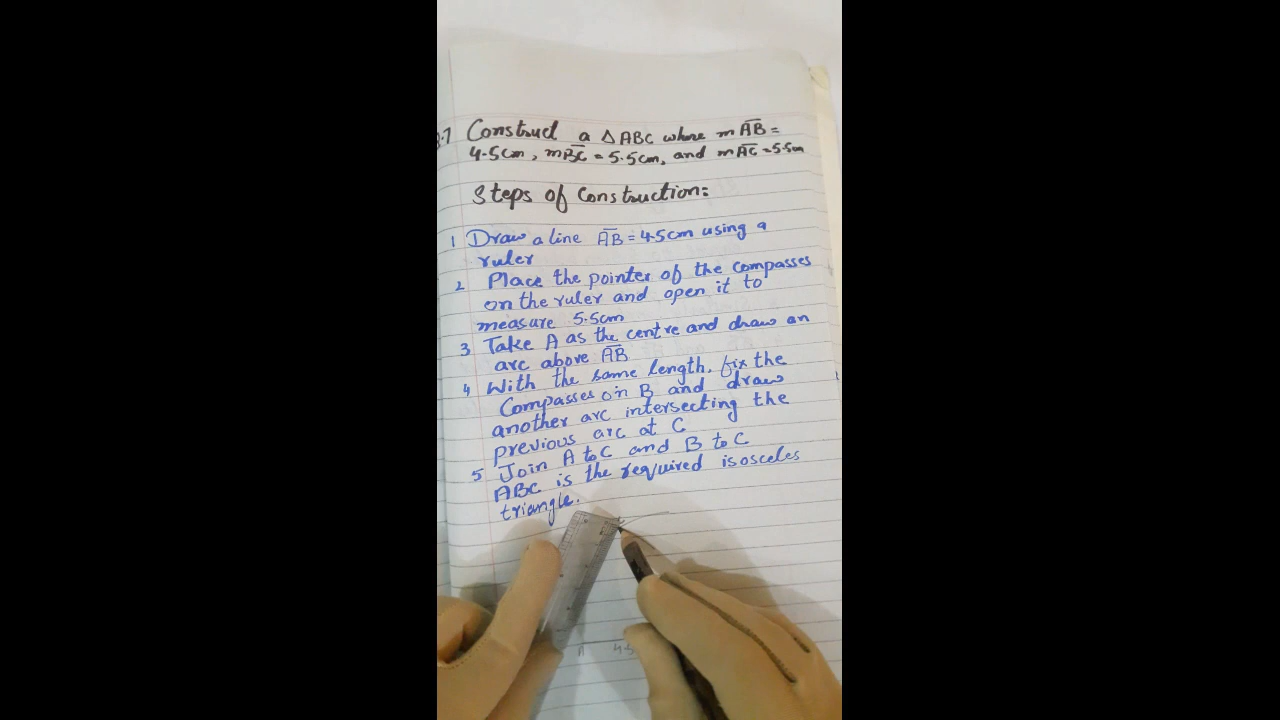 .7 Construct a △ABC where m AB =
4.5cm, mBC = 5.5cm, and mAC = 5.5cm
Steps of Construction:
1 Draw a line AB = 4.5cm using a
ruler
2 Place the pointer of the compasses
on the ruler and open it to
measure 5.5cm
3 Take A as the centre and draw an
arc above AB
4 With the same length, fix the
Compasses on B and draw
another arc intersecting the
previous arc at C
5 Join A to C and B to C
ABC is the required isosceles
triangle.